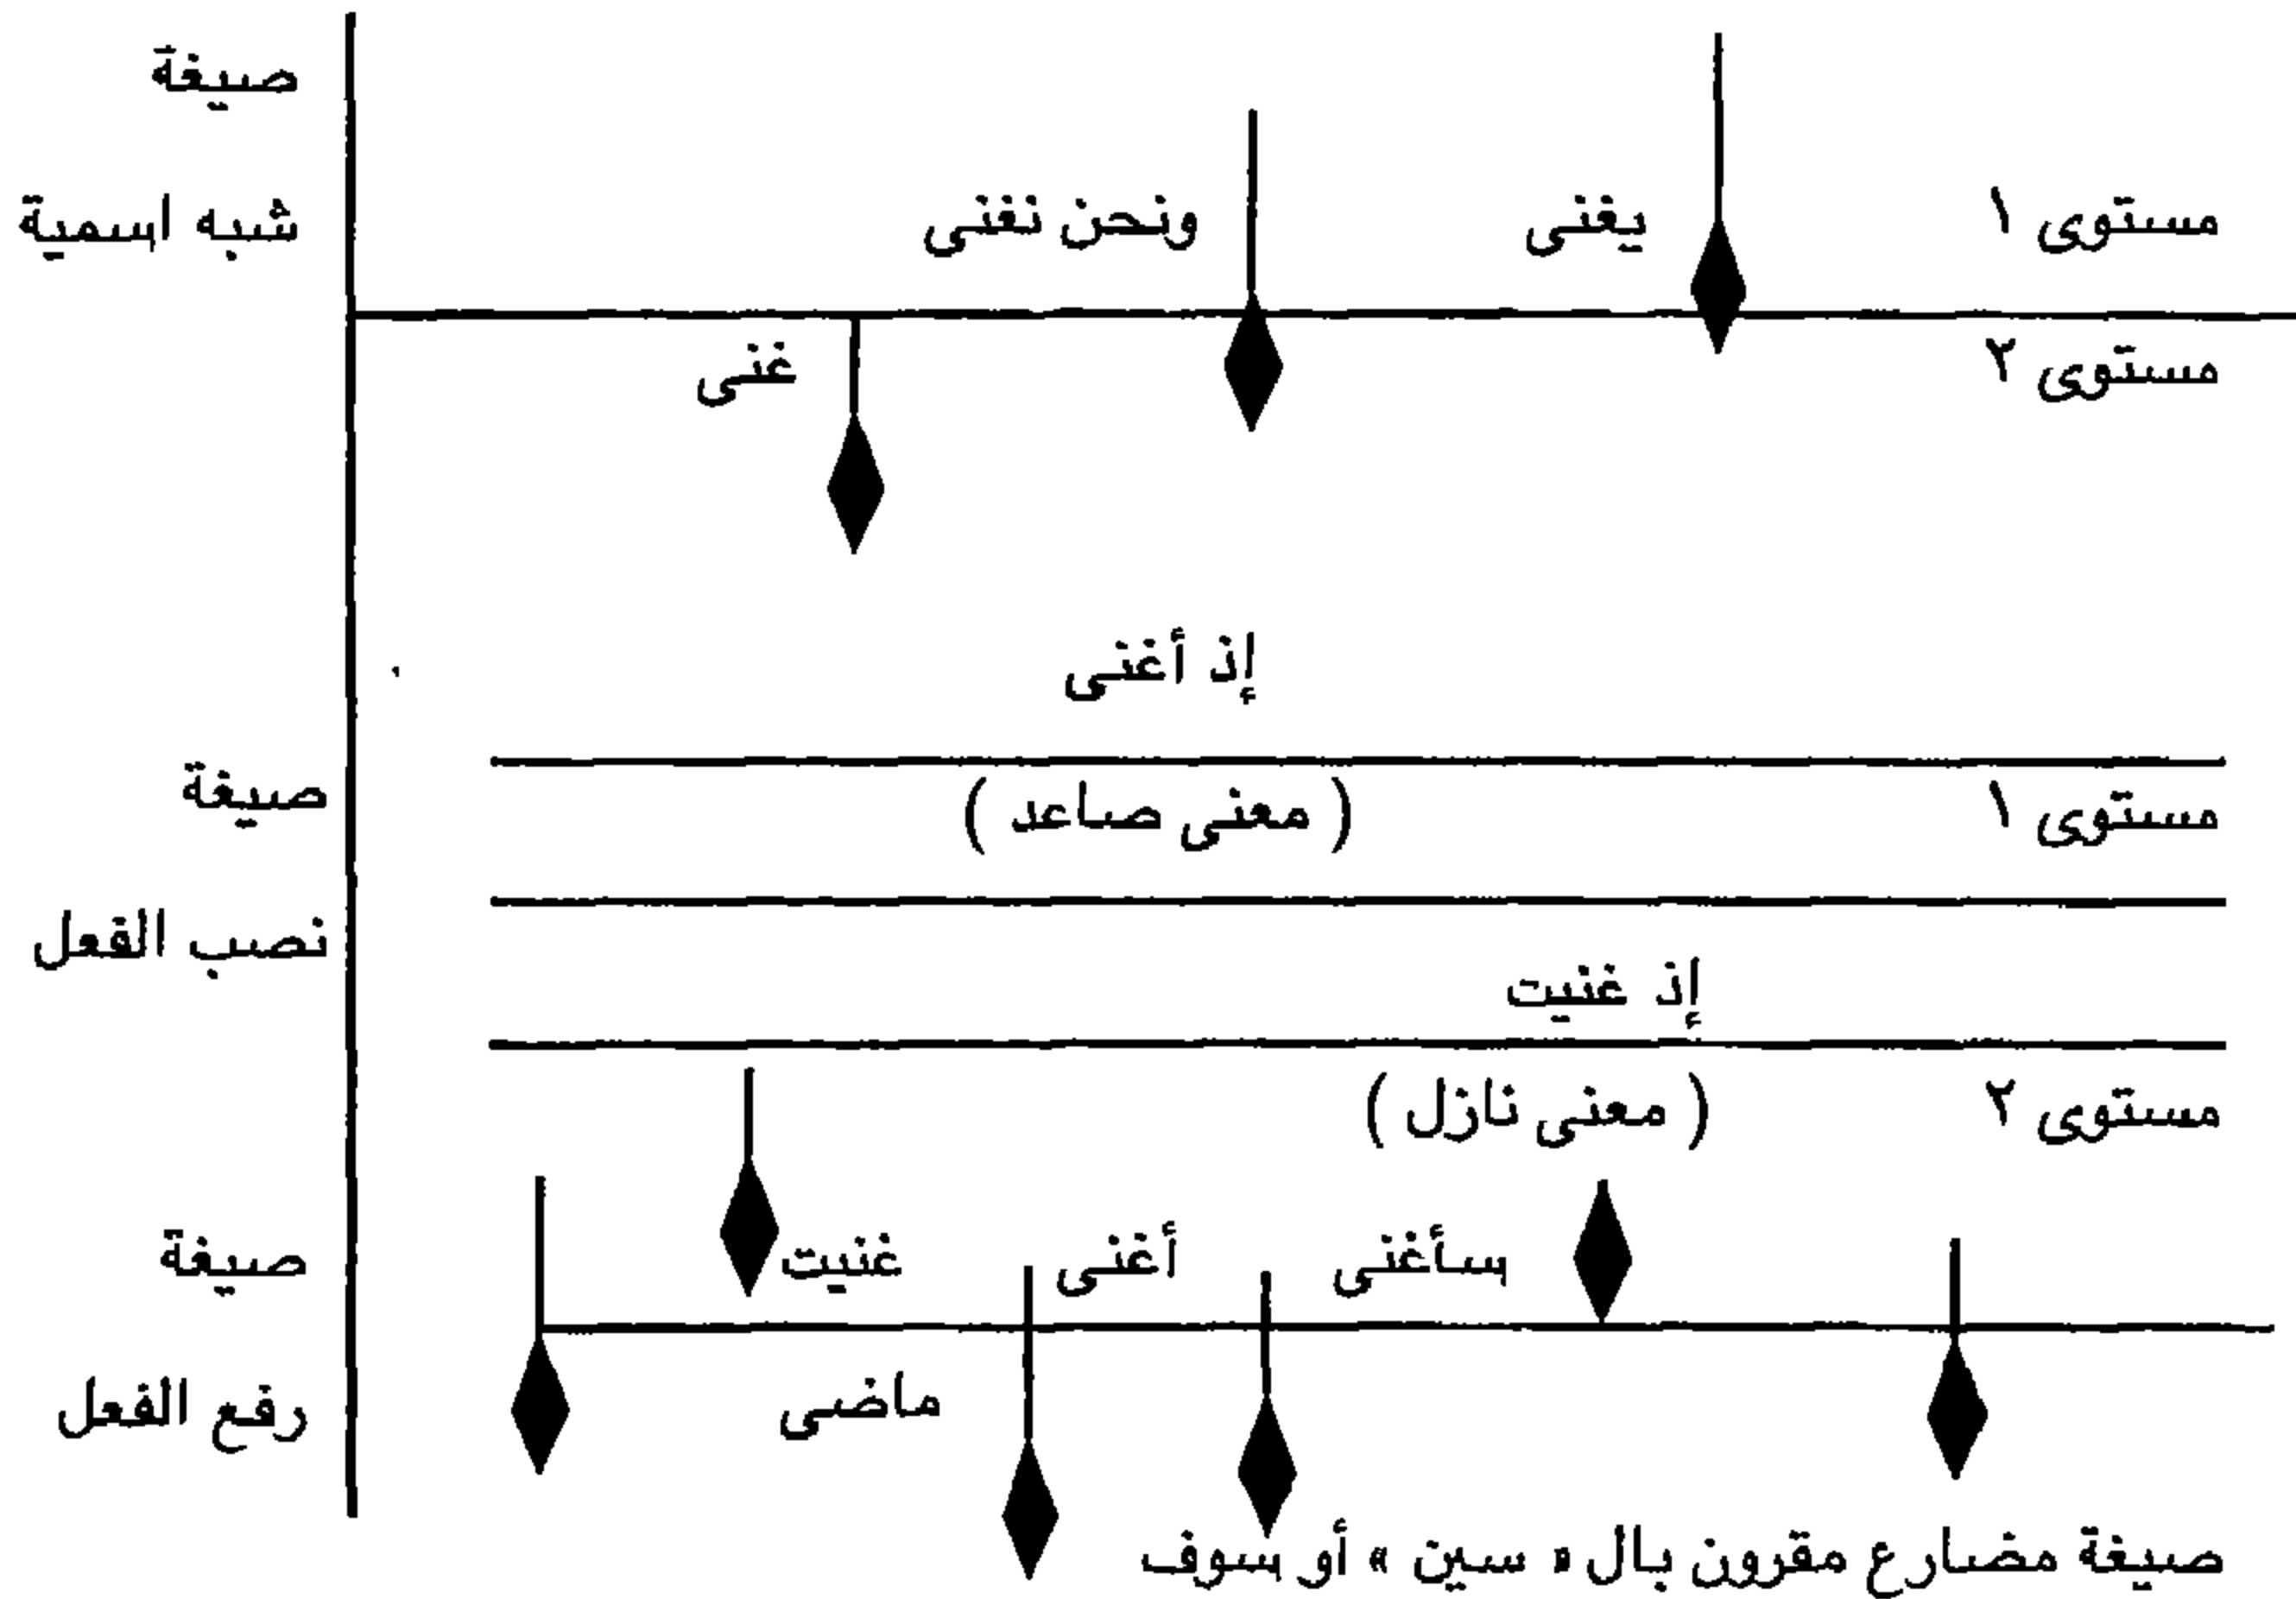 صيغة
مستوى ١ يغنى ونحن نغنى شبه اسمية
مستوى ٢ غنى
إذ أغنى
مستوى ١ ( معنى صاعد ) صيغة
نصب الفعل
إذ غنيت
مستوى ٢ ( معنى نازل )
سأغنى أغنى غنيت صيغة
ماضى رفع الفعل
صيغة مضارع مقرون بال « سين » أو سوف